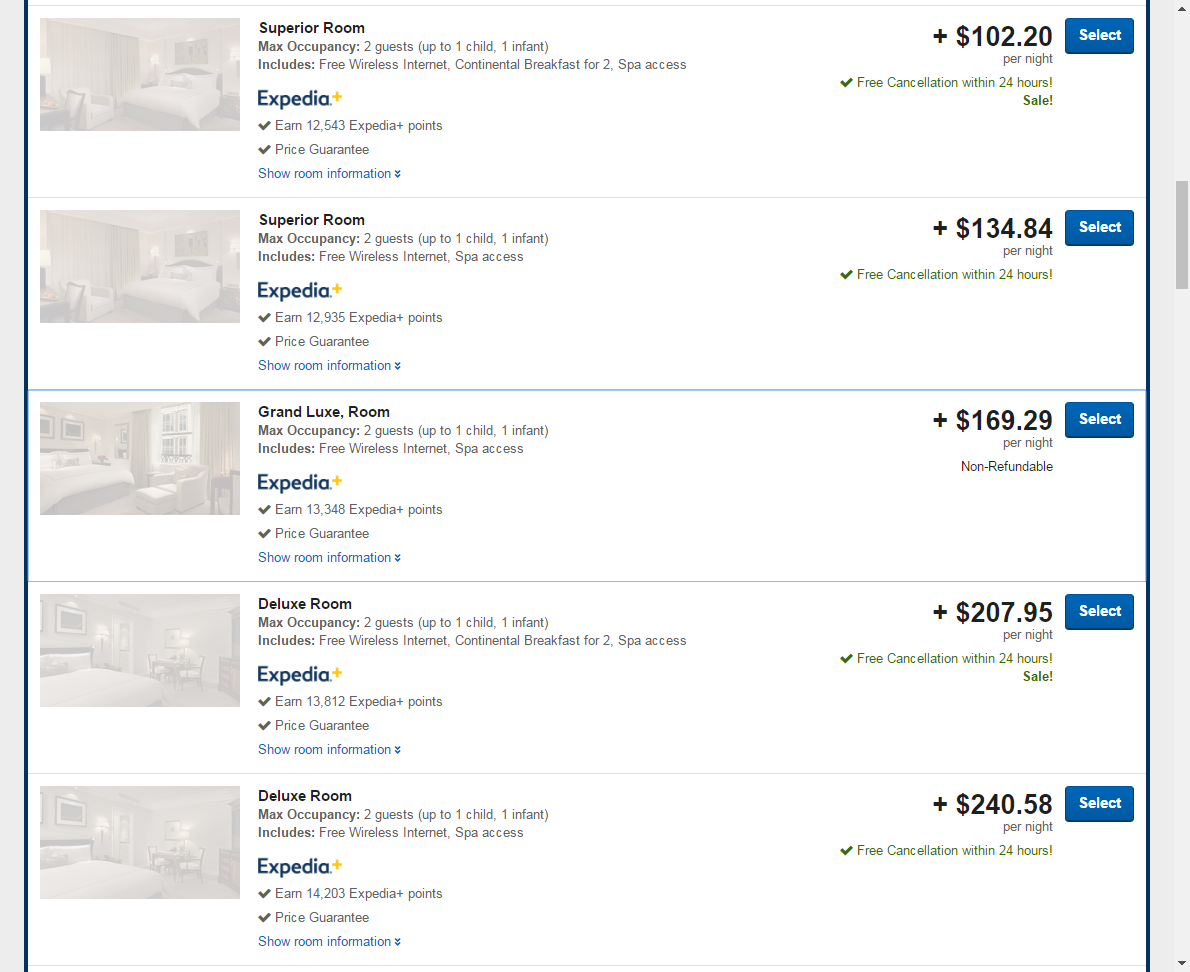 Superior Room
Max Occupancy: 2 guests (up to 1 child, 1 infant)
Includes: Free Wireless Internet, Continental Breakfast for 2, Spa access
Expedia+
Earn 12,543 Expedia+ points
Price Guarantee
Show room information
+ $102.20
per night
Free Cancellation within 24 hours!
Sale!
Select
Superior Room
Max Occupancy: 2 guests (up to 1 child, 1 infant)
Includes: Free Wireless Internet, Spa access
Expedia+
Earn 12,935 Expedia+ points
Price Guarantee
Show room information
+ $134.84
per night
Free Cancellation within 24 hours!
Select
Grand Luxe, Room
Max Occupancy: 2 guests (up to 1 child, 1 infant)
Includes: Free Wireless Internet, Spa access
Expedia+
Earn 13,348 Expedia+ points
Price Guarantee
Show room information
+ $169.29
per night
Non-Refundable
Select
Deluxe Room
Max Occupancy: 2 guests (up to 1 child, 1 infant)
Includes: Free Wireless Internet, Continental Breakfast for 2, Spa access
Expedia+
Earn 13,812 Expedia+ points
Price Guarantee
Show room information
+ $207.95
per night
Free Cancellation within 24 hours!
Sale!
Select
Deluxe Room
Max Occupancy: 2 guests (up to 1 child, 1 infant)
Includes: Free Wireless Internet, Spa access
Expedia+
Earn 14,203 Expedia+ points
Price Guarantee
Show room information
+ $240.58
per night
Free Cancellation within 24 hours!
Select